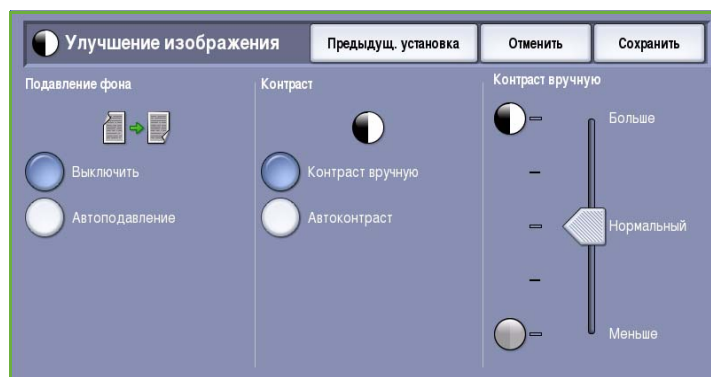 Улучшение изображения
Предыдущ. установка
Отменить
Сохранить
Подавление фона
Выключить
Автоподавление
Контраст
Контраст вручную
Автоконтраст
Контраст вручную
Больше
Нормальный
Меньше